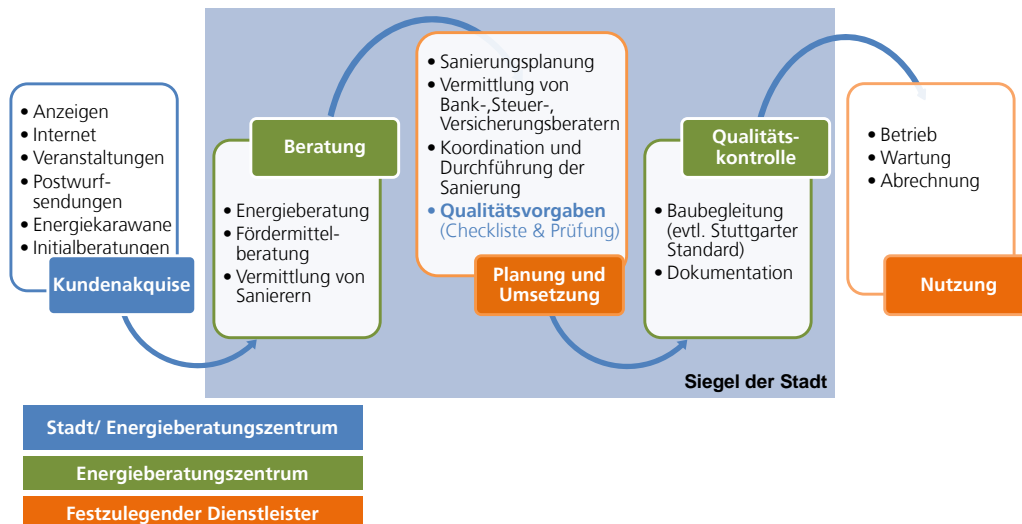 • Anzeigen
• Internet
• Veranstaltungen
• Postwurf-
sendungen
• Energiekarawane
• Initialberatungen
Kundenakquise
Beratung
• Energieberatung
• Fördermittel-
beratung
• Vermittlung von
Sanierern
• Sanierungsplanung
• Vermittlung von
Bank-,Steuer-,
Versicherungsberatern
• Koordination und
Durchführung der
Sanierung
• Qualitätsvorgaben
(Checkliste & Prüfung)
Planung und
Umsetzung
Qualitäts-
kontrolle
• Baubegleitung
(evtl. Stuttgarter
Standard)
• Dokumentation
• Betrieb
• Wartung
• Abrechnung
Nutzung
Siegel der Stadt
Stadt/ Energieberatungszentrum
Energieberatungszentrum
Festzulegender Dienstleister